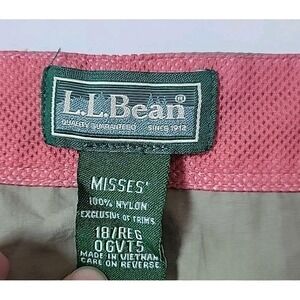 L.L.Bean®
QUALITY GUARANTEED SINCE 1912
MISSES'
100% NYLON
EXCLUSIVE OF TRIMS
18/REG
0GVT5
MADE IN VIETNAM
CARE ON REVERSE